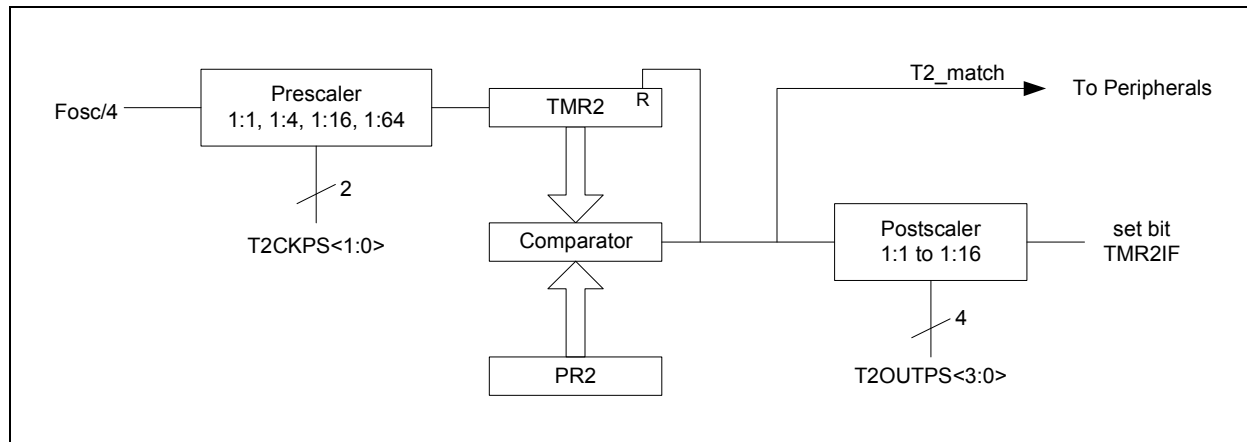 T2_match
To Peripherals
Fosc/4
Prescaler
1:1, 1:4, 1:16, 1:64
TMR2
R
2
T2CKPS<1:0>
Comparator
Postscaler
1:1 to 1:16
set bit
TMR2IF
4
T2OUTPS<3:0>
PR2